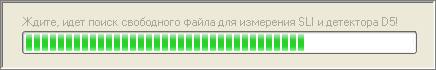 Ждите, идет поиск свободного файла для измерения SLI и детектора D5!